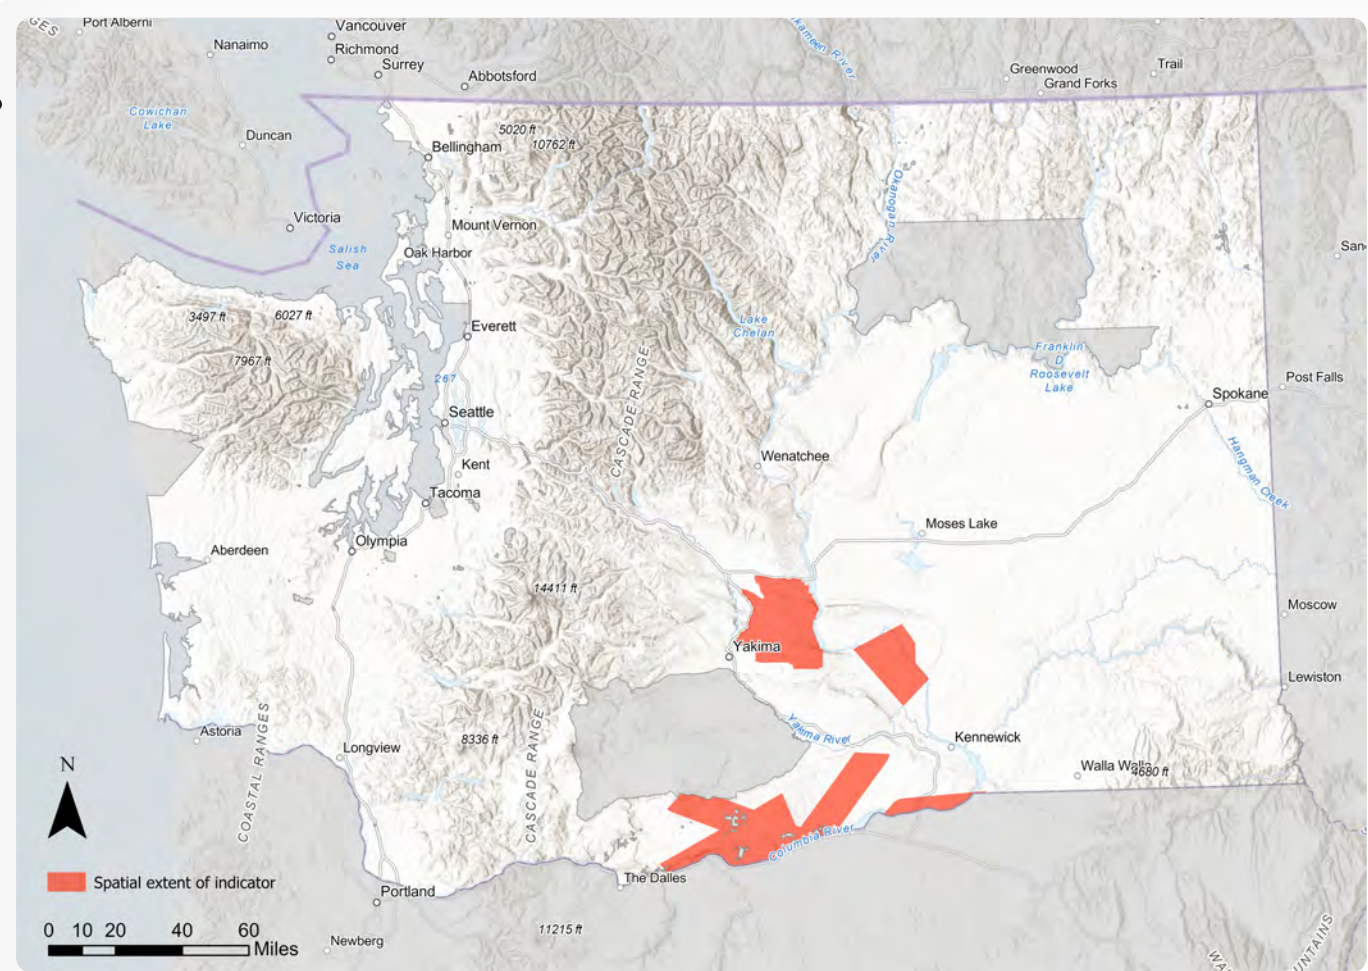 GES
Port Alberni
Vancouver
Nanaimo
Richmond
Surrey
Abbotsford
kameen River
Greenwood
Trail
Grand Forks
Cowichan
Lake
Duncan
5020 ft
10762 ft
Bellingham
Okanogan River
Victoria
Mount Vernon
Salish
Sea
Oak Harbor
San
3497 ft
6027 ft
Everett
Lake
Chelan
7967 ft
Franklin
D
Roosevelt
Lake
267
CASCADE RANGE
Post Falls
Spokane
Seattle
Wenatchee
Kent
Hangman Creek
Tacoma
Moses Lake
Olympia
Aberdeen
14411 ft
Moscow
Yakima
Lewiston
Astoria
COASTAL RANGES
8336 ft
CASCADE RANGE
Yakima River
Kennewick
N
Longview
Walla Walla
4680 ft
Columbia River
Spatial extent of indicator
The Dalles
Portland
0 10 20 40 60
Miles
Newberg
11215 ft
WA
UNTAINS